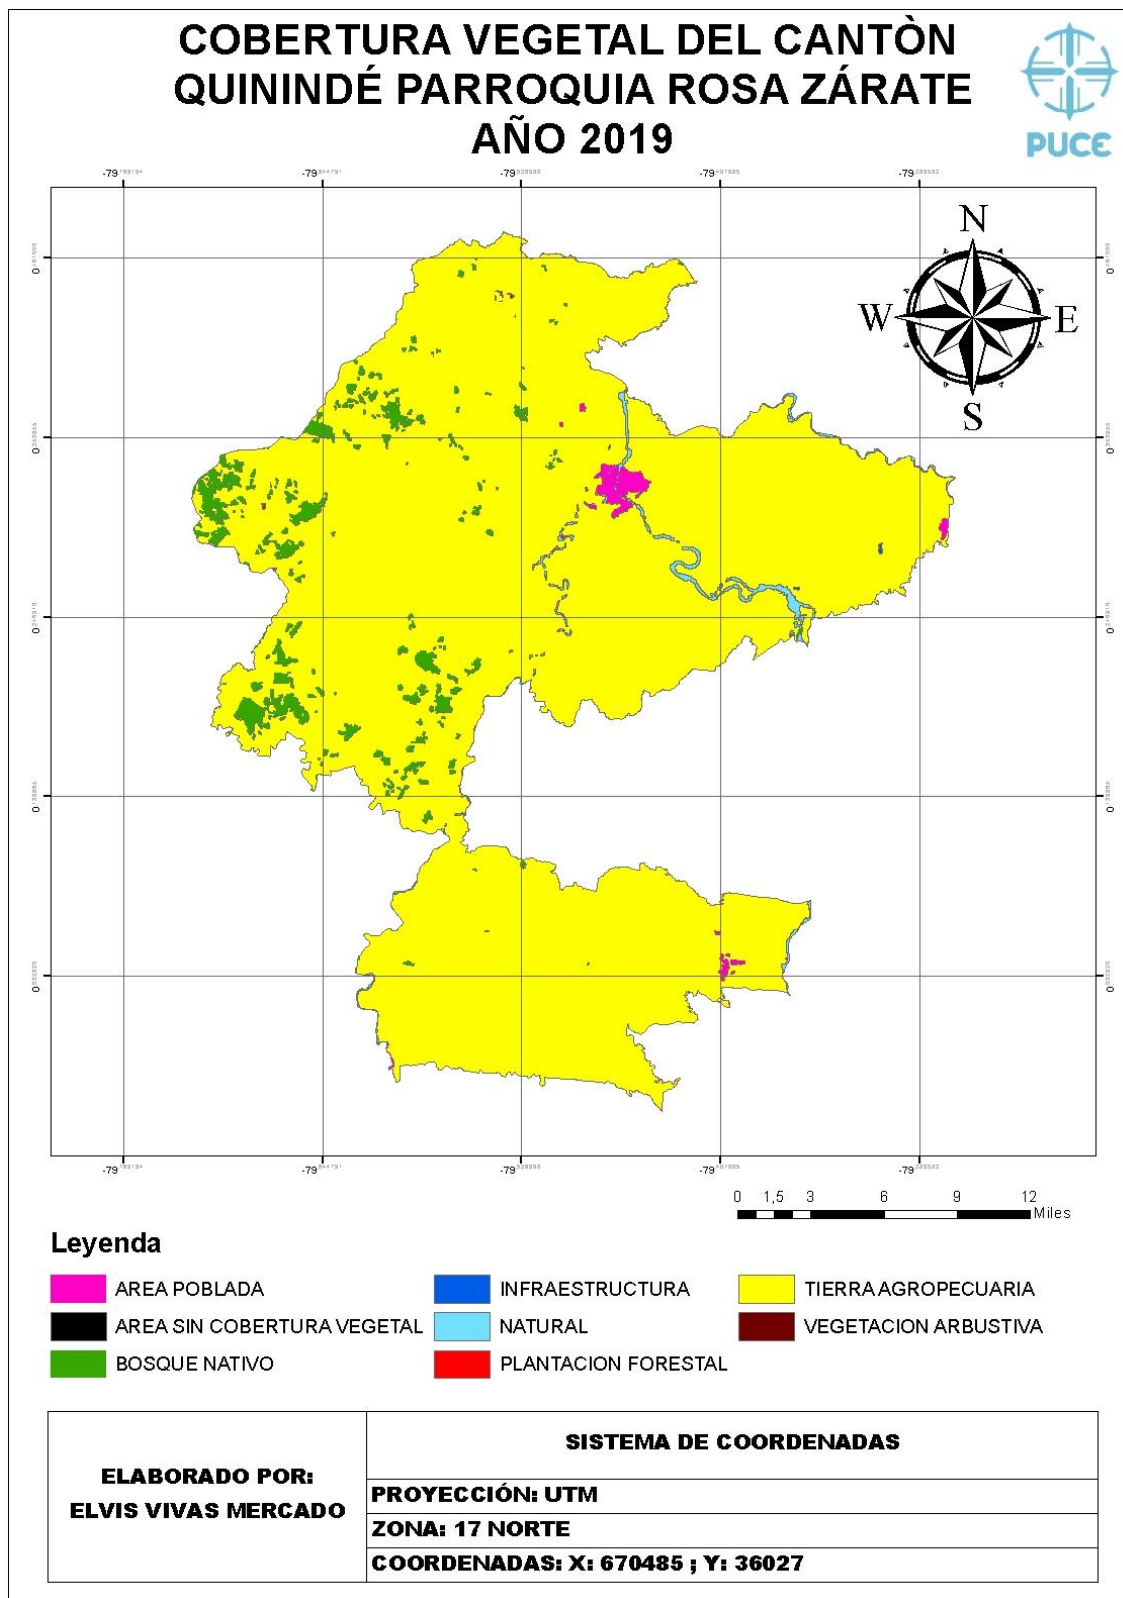 COBERTURA VEGETAL DEL CANTÒN
QUININDÉ PARROQUIA ROSA ZÁRATE
AÑO 2019
PUCE
N
W
E
S
0 1,5 3 6 9 12
Miles
Leyenda
AREA POBLADA
INFRAESTRUCTURA
TIERRA AGROPECUARIA
AREA SIN COBERTURA VEGETAL
NATURAL
VEGETACION ARBUSTIVA
BOSQUE NATIVO
PLANTACION FORESTAL
SISTEMA DE COORDENADAS
ELABORADO POR:
ELVIS VIVAS MERCADO
PROYECCIÓN: UTM
ZONA: 17 NORTE
COORDENADAS: X: 670485 ; Y: 36027